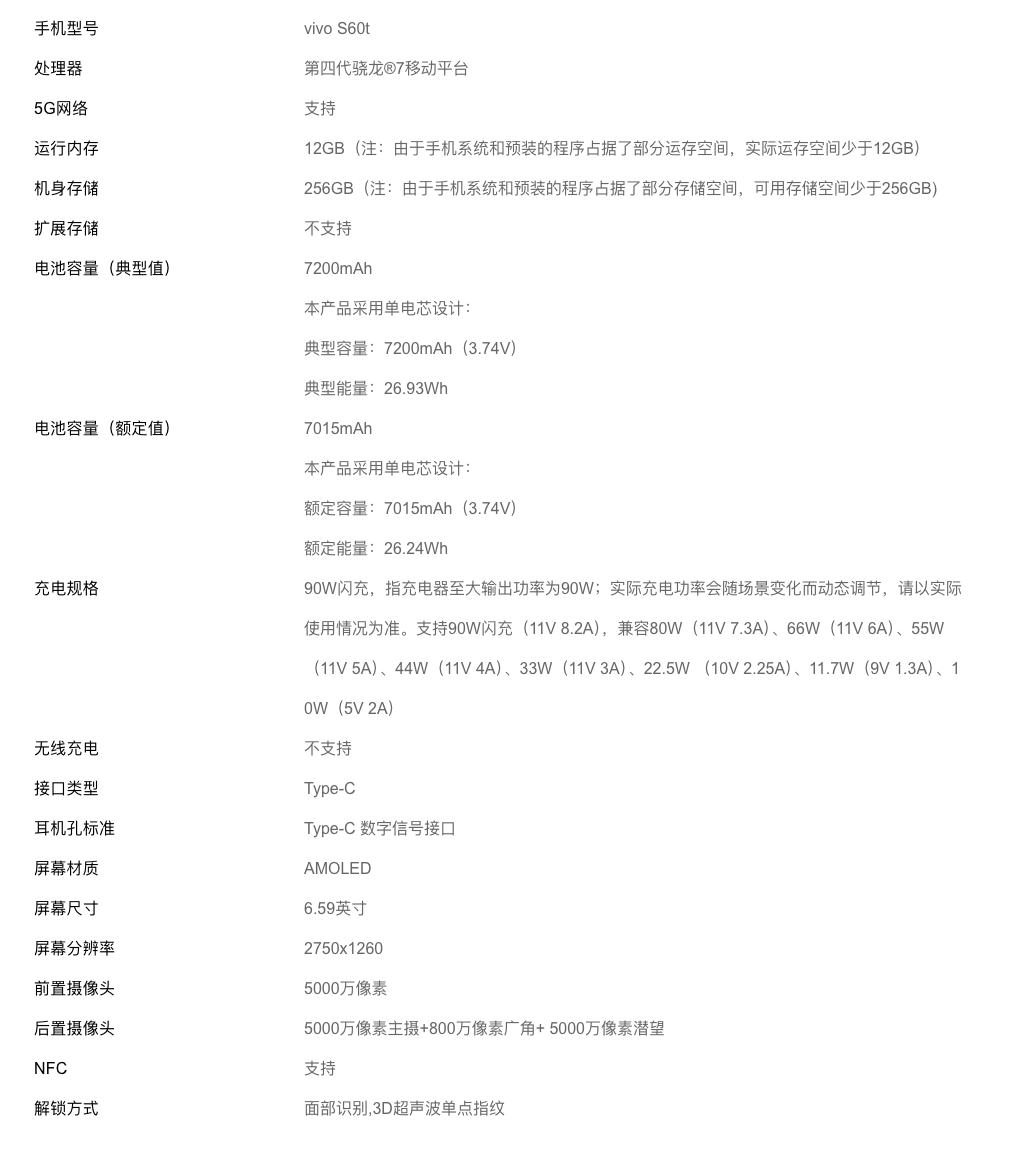 手机型号 vivo S60t
处理器 第四代骁龙®7移动平台
5G网络 支持
运行内存 12GB（注：由于手机系统和预装的程序占据了部分运存空间，实际运存空间少于12GB）
机身存储 256GB（注：由于手机系统和预装的程序占据了部分存储空间，可用存储空间少于256GB)
扩展存储 不支持
电池容量（典型值） 7200mAh
本产品采用单电芯设计：
典型容量：7200mAh（3.74V）
典型能量：26.93Wh
电池容量（额定值） 7015mAh
本产品采用单电芯设计：
额定容量：7015mAh（3.74V）
额定能量：26.24Wh
充电规格 90W闪充，指充电器至大输出功率为90W；实际充电功率会随场景变化而动态调节，请以实际
使用情况为准。支持90W闪充（11V 8.2A），兼容80W（11V 7.3A）、66W（11V 6A）、55W
（11V 5A）、44W（11V 4A）、33W（11V 3A）、22.5W （10V 2.25A）、11.7W（9V 1.3A）、1
0W（5V 2A）
无线充电 不支持
接口类型 Type-C
耳机孔标准 Type-C 数字信号接口
屏幕材质 AMOLED
屏幕尺寸 6.59英寸
屏幕分辨率 2750x1260
前置摄像头 5000万像素
后置摄像头 5000万像素主摄+800万像素广角+ 5000万像素潜望
NFC 支持
解锁方式 面部识别,3D超声波单点指纹